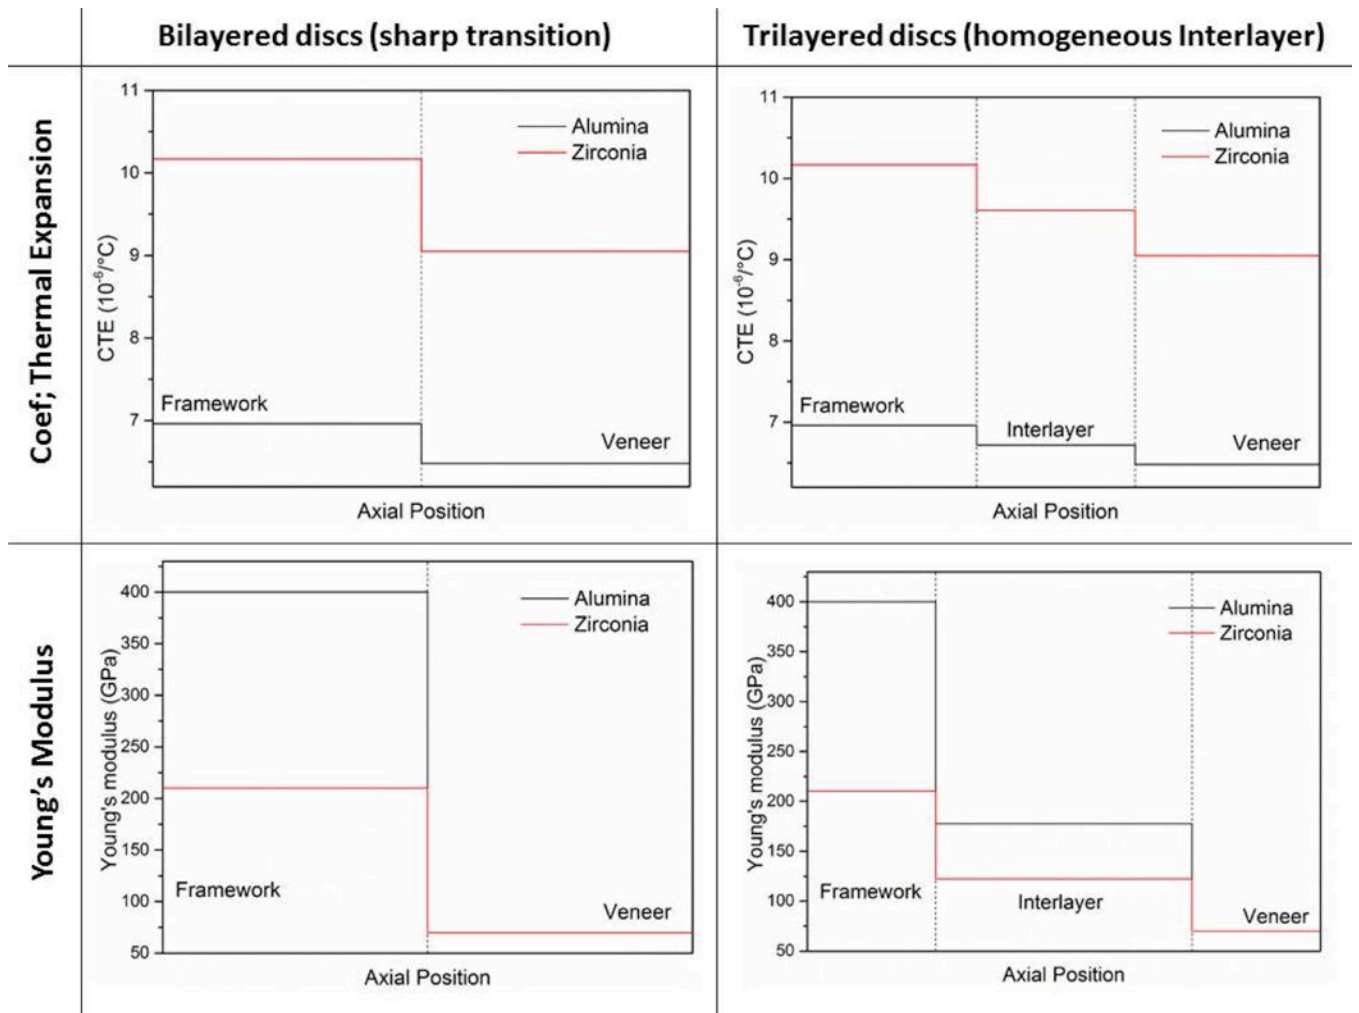 Bilayered discs (sharp transition)
Trilayered discs (homogeneous Interlayer)
Coef; Thermal Expansion
11
10
9
8
7
CTE (10⁻⁶/°C)
Alumina
Zirconia
Framework
Veneer
Axial Position
11
10
9
8
7
CTE (10⁻⁶/°C)
Alumina
Zirconia
Framework
Interlayer
Veneer
Axial Position
Young's Modulus
400
350
300
250
200
150
100
50
Young's modulus (GPa)
Alumina
Zirconia
Framework
Veneer
Axial Position
400
350
300
250
200
150
100
50
Young's modulus (GPa)
Alumina
Zirconia
Framework
Interlayer
Veneer
Axial Position